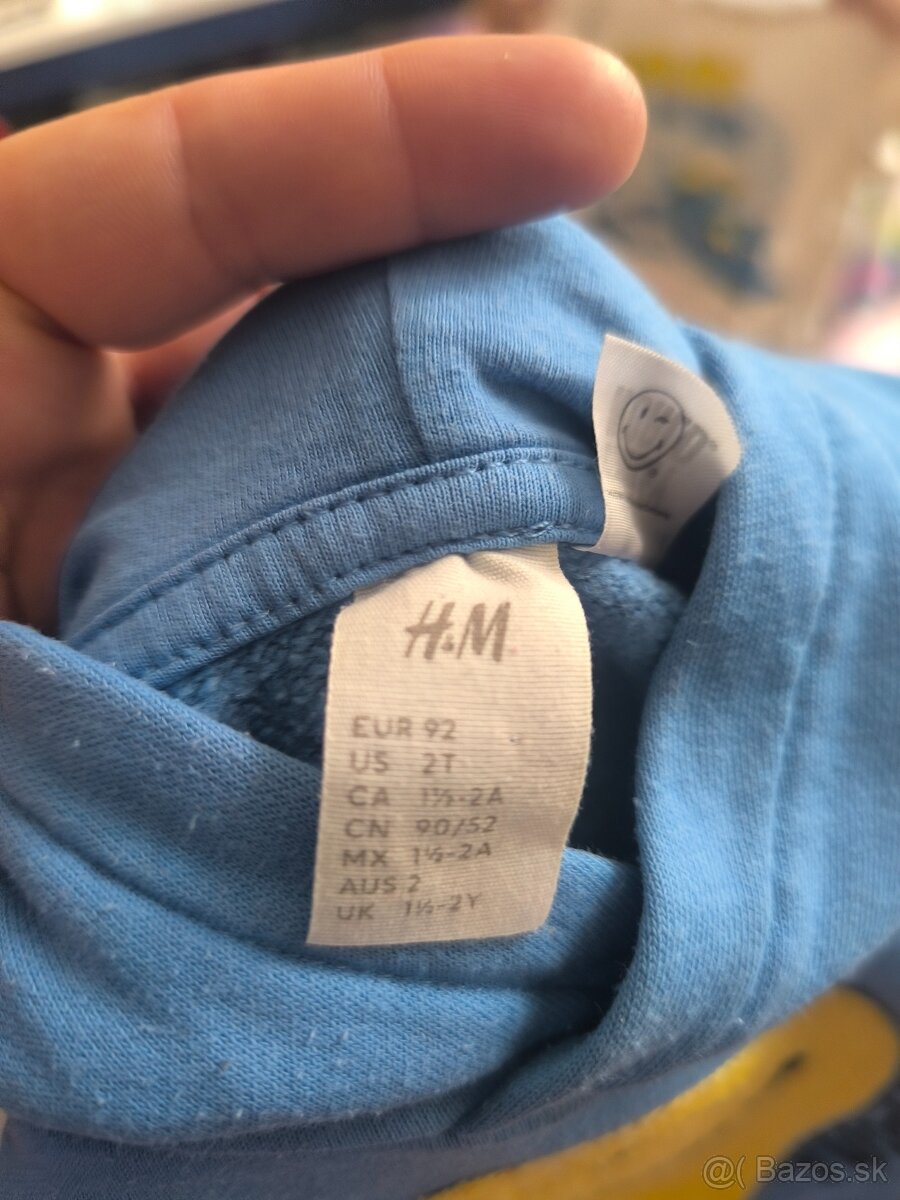 H&M
EUR 92
US 2T
CA 1½-2A
CN 90/52
MX 1½-2A
AUS 2
UK 1½-2Y
@( Bazos.sk